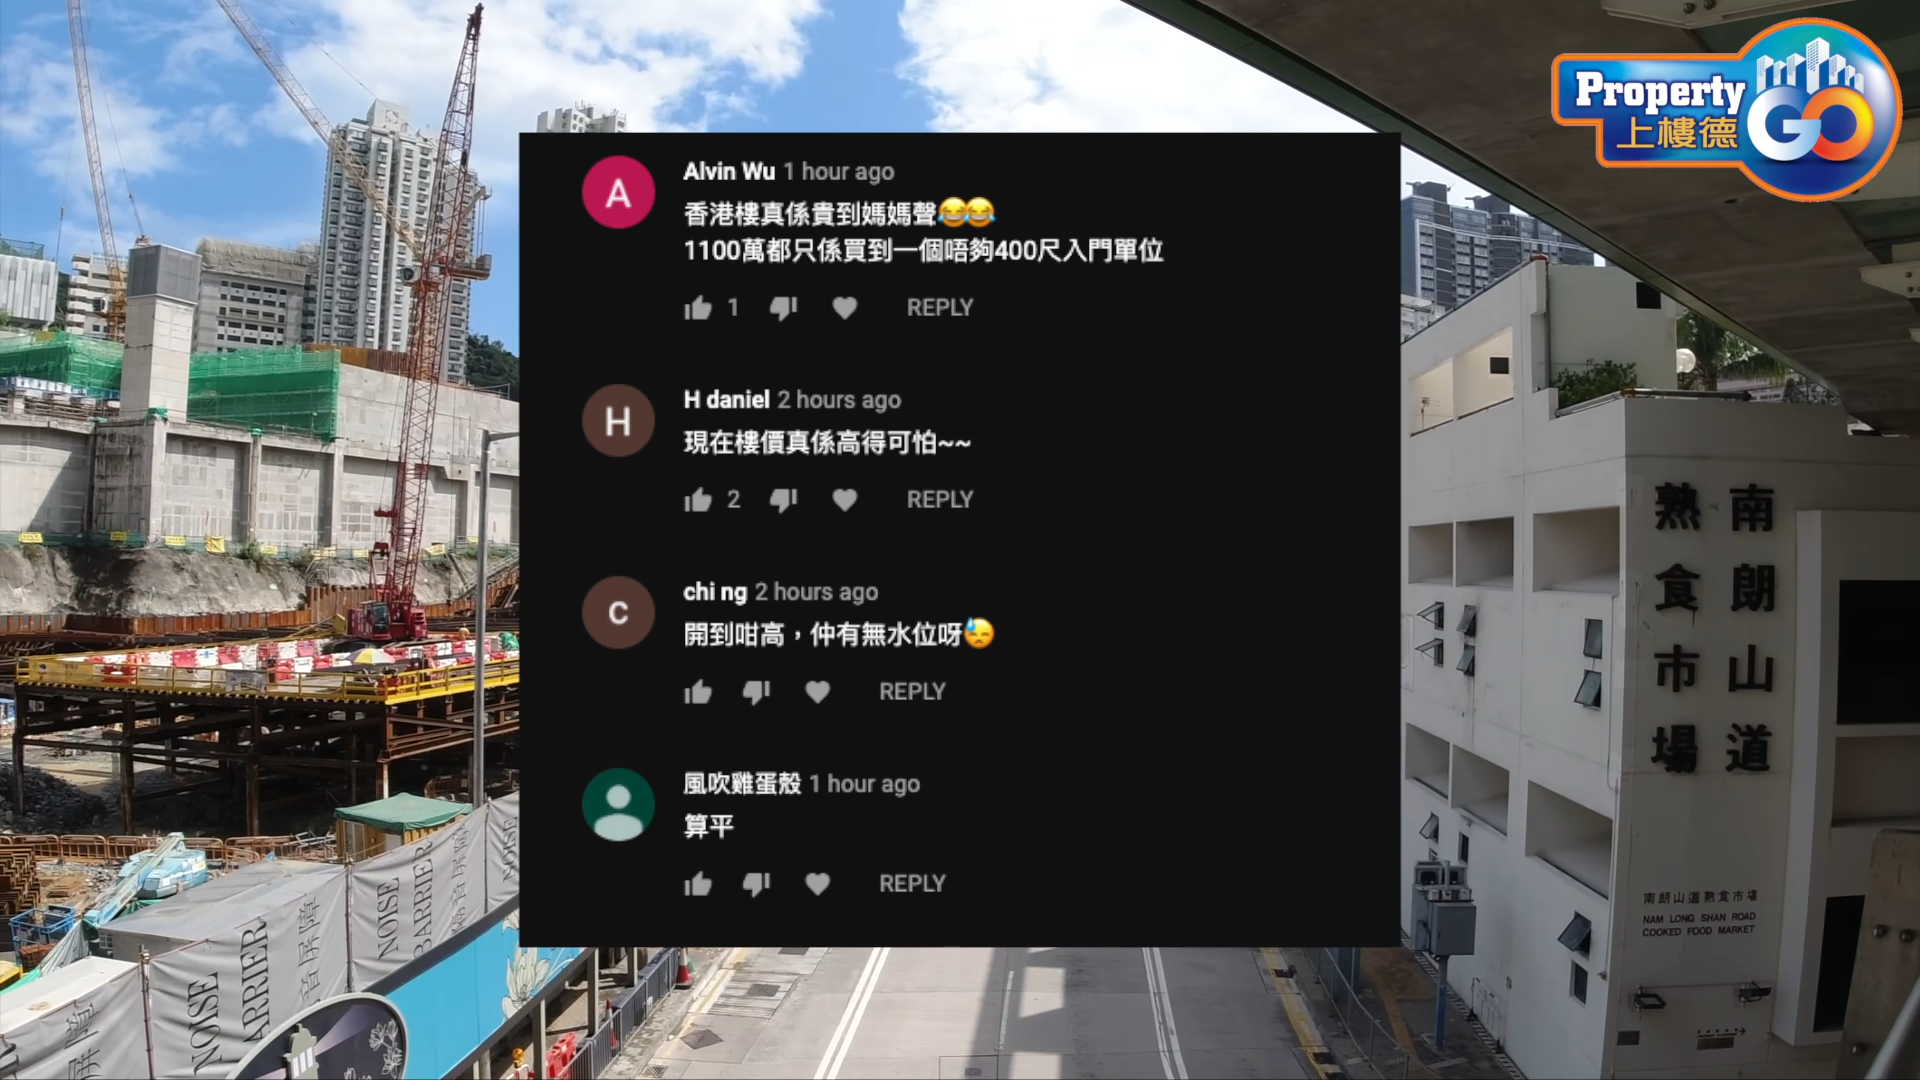 Property GO
上樓德
Alvin Wu 1 hour ago
香港樓真係貴到媽媽聲😂😂
1100萬都只係買到一個唔夠400尺入門單位
1
REPLY
H daniel 2 hours ago
現在樓價真係高得可怕~~
2
REPLY
chi ng 2 hours ago
開到咁高，仲有無水位呀😓
REPLY
風吹雞蛋殼 1 hour ago
算平
REPLY
南朗山道
熟食市場
南朗山道熟食市場
NAM LONG SHAN ROAD
COOKED FOOD MARKET
NOISE
BARRIER
NOISE
BARRIER
NOISE